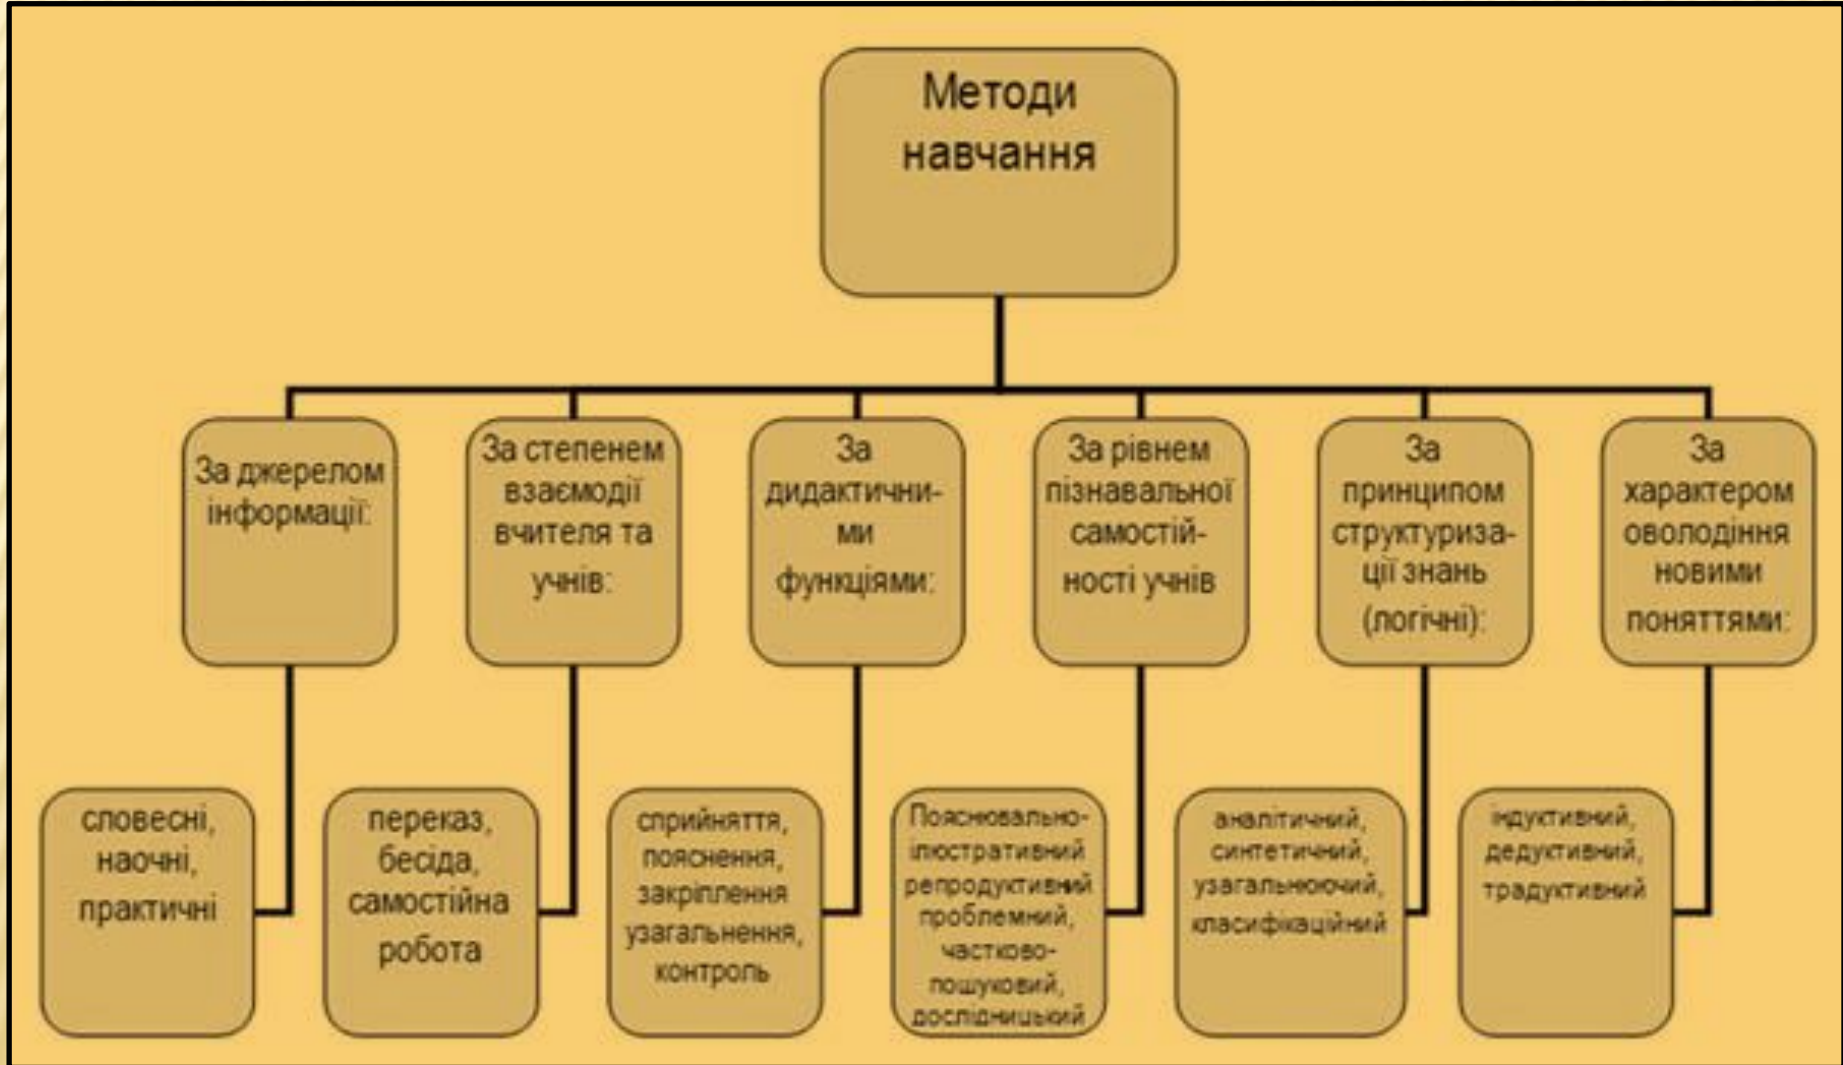 Методи
навчання
За джерелом
інформації:
За степенем
взаємодії
вчителя та
учнів:
За
дидактични-
ми
функціями:
За рівнем
пізнавальної
самостій-
ності учнів
За
принципом
структуриза-
ції знань
(логічні):
За
характером
оволодіння
новими
поняттями:
словесні,
наочні,
практичні
переказ,
бесіда,
самостійна
робота
сприйняття,
пояснення,
закріплення
узагальнення,
контроль
Пояснювально-
ілюстративний
репродуктивний
проблемний,
частково-
пошуковий,
дослідницький
аналітичний,
синтетичний,
узагальнюючий,
класифікаційний
індуктивний,
дедуктивний,
традуктивний